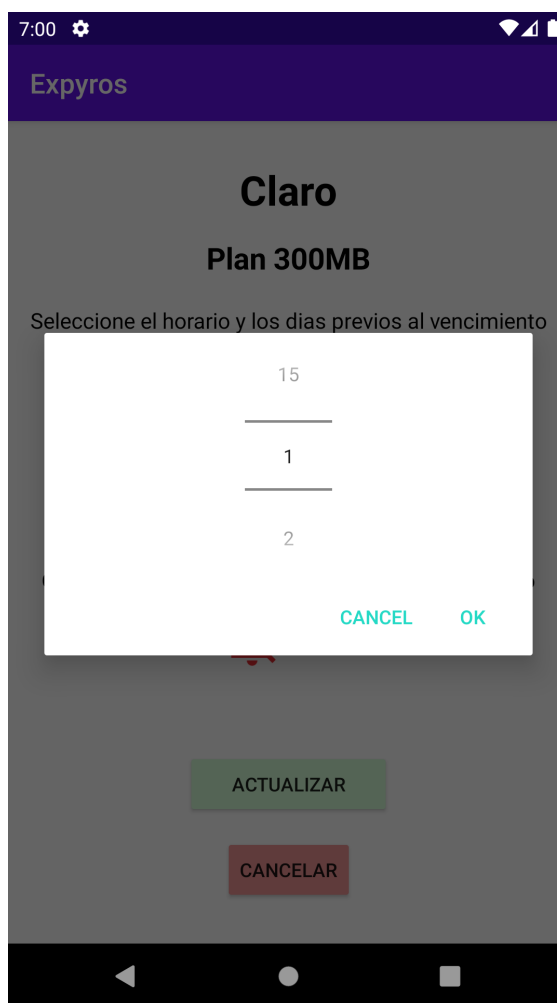 7:00
Expyros
Claro
Plan 300MB
Seleccione el horario y los dias previos al vencimiento
15
1
2
CANCEL OK
ACTUALIZAR
CANCELAR